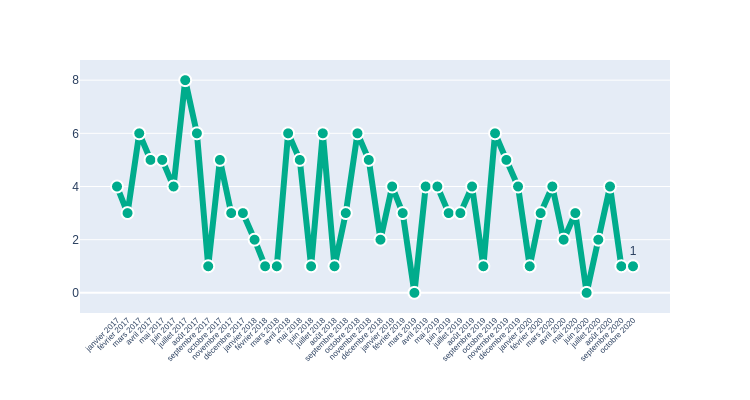 8
6
4
2
0
1
janvier 2017
février 2017
mars 2017
avril 2017
mai 2017
juin 2017
juillet 2017
août 2017
septembre 2017
octobre 2017
novembre 2017
décembre 2017
janvier 2018
février 2018
mars 2018
avril 2018
mai 2018
juin 2018
juillet 2018
août 2018
septembre 2018
octobre 2018
novembre 2018
décembre 2018
janvier 2019
février 2019
mars 2019
avril 2019
mai 2019
juin 2019
juillet 2019
août 2019
septembre 2019
octobre 2019
novembre 2019
décembre 2019
janvier 2020
février 2020
mars 2020
avril 2020
mai 2020
juin 2020
juillet 2020
août 2020
septembre 2020
octobre 2020